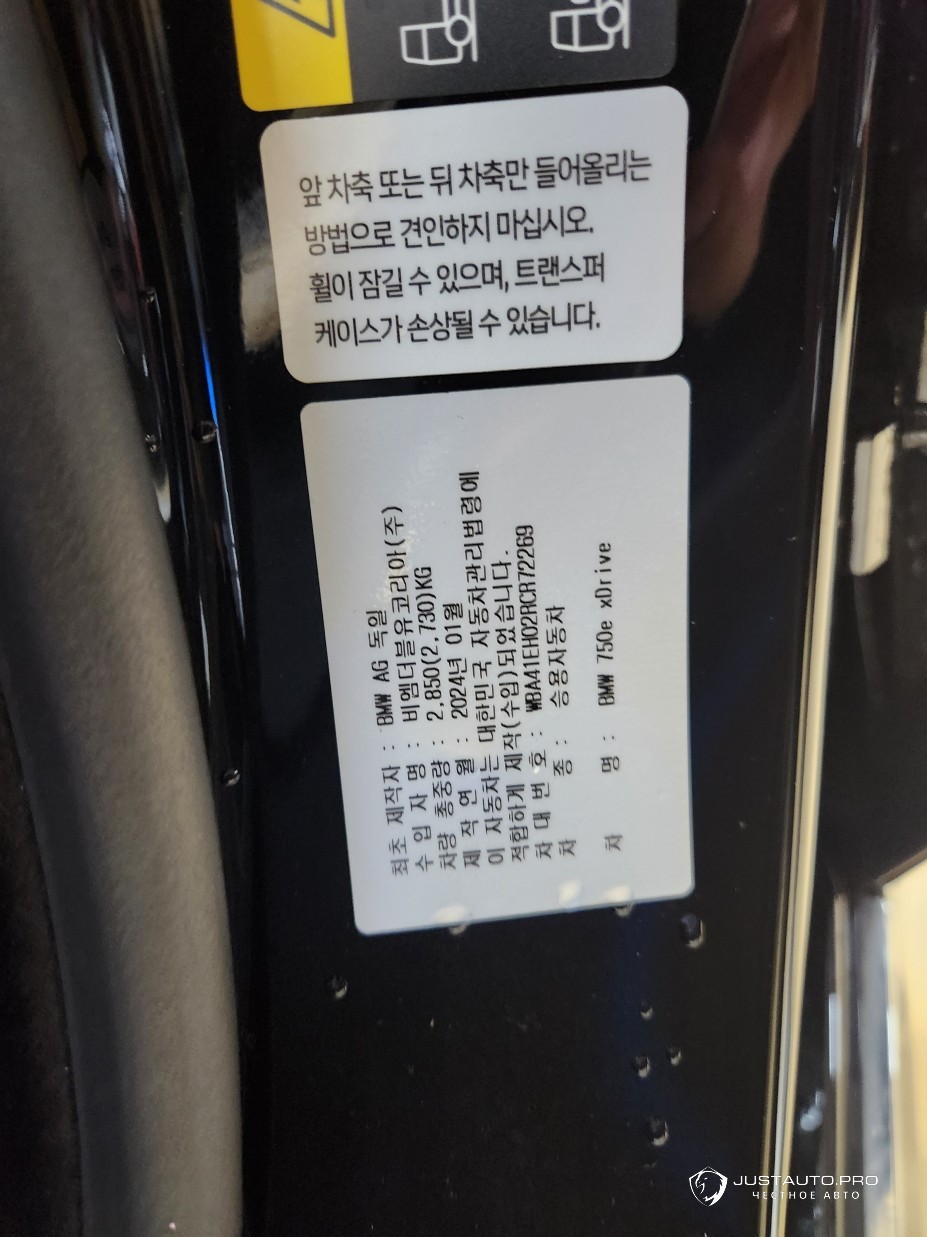 앞 차축 또는 뒤 차축만 들어올리는
방법으로 견인하지 마십시오.
휠이 잠길 수 있으며, 트랜스퍼
케이스가 손상될 수 있습니다.
최초 제작자 : BMW AG 독일
수 입 자 명 : 비엠더블유코리아(주)
차량 총중량 : 2,850(2,730)KG
제 작 연 월 : 2024년 01월
이 자동차는 대한민국 자동차관리법령에
적합하게 제작(수입)되었습니다.
차 대 번 호 : WBA41EH02RCR72269
차 종 : 승용자동차
차 명 : BMW 750e xDrive
JUSTAUTO.PRO
ЧЕСТНОЕ АВТО